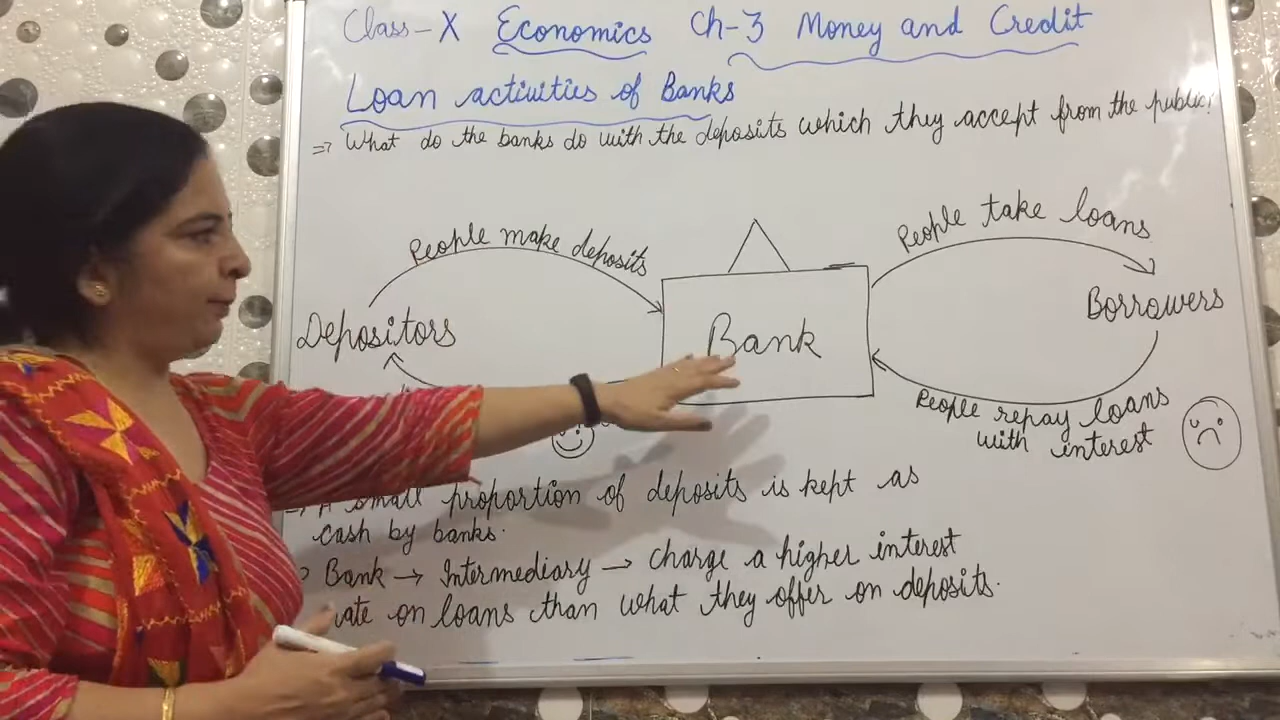 Class-X Economics Ch-3 Money and Credit
Loan activities of Banks
⇒ What do the banks do with the deposits which they accept from the public?
People make deposits
People take loans
Depositors
Bank
Borrowers
People repay loans
with interest
→ A small proportion of deposits is kept as
cash by banks.
Bank → Intermediary → charge a higher interest
rate on loans than what they offer on deposits.